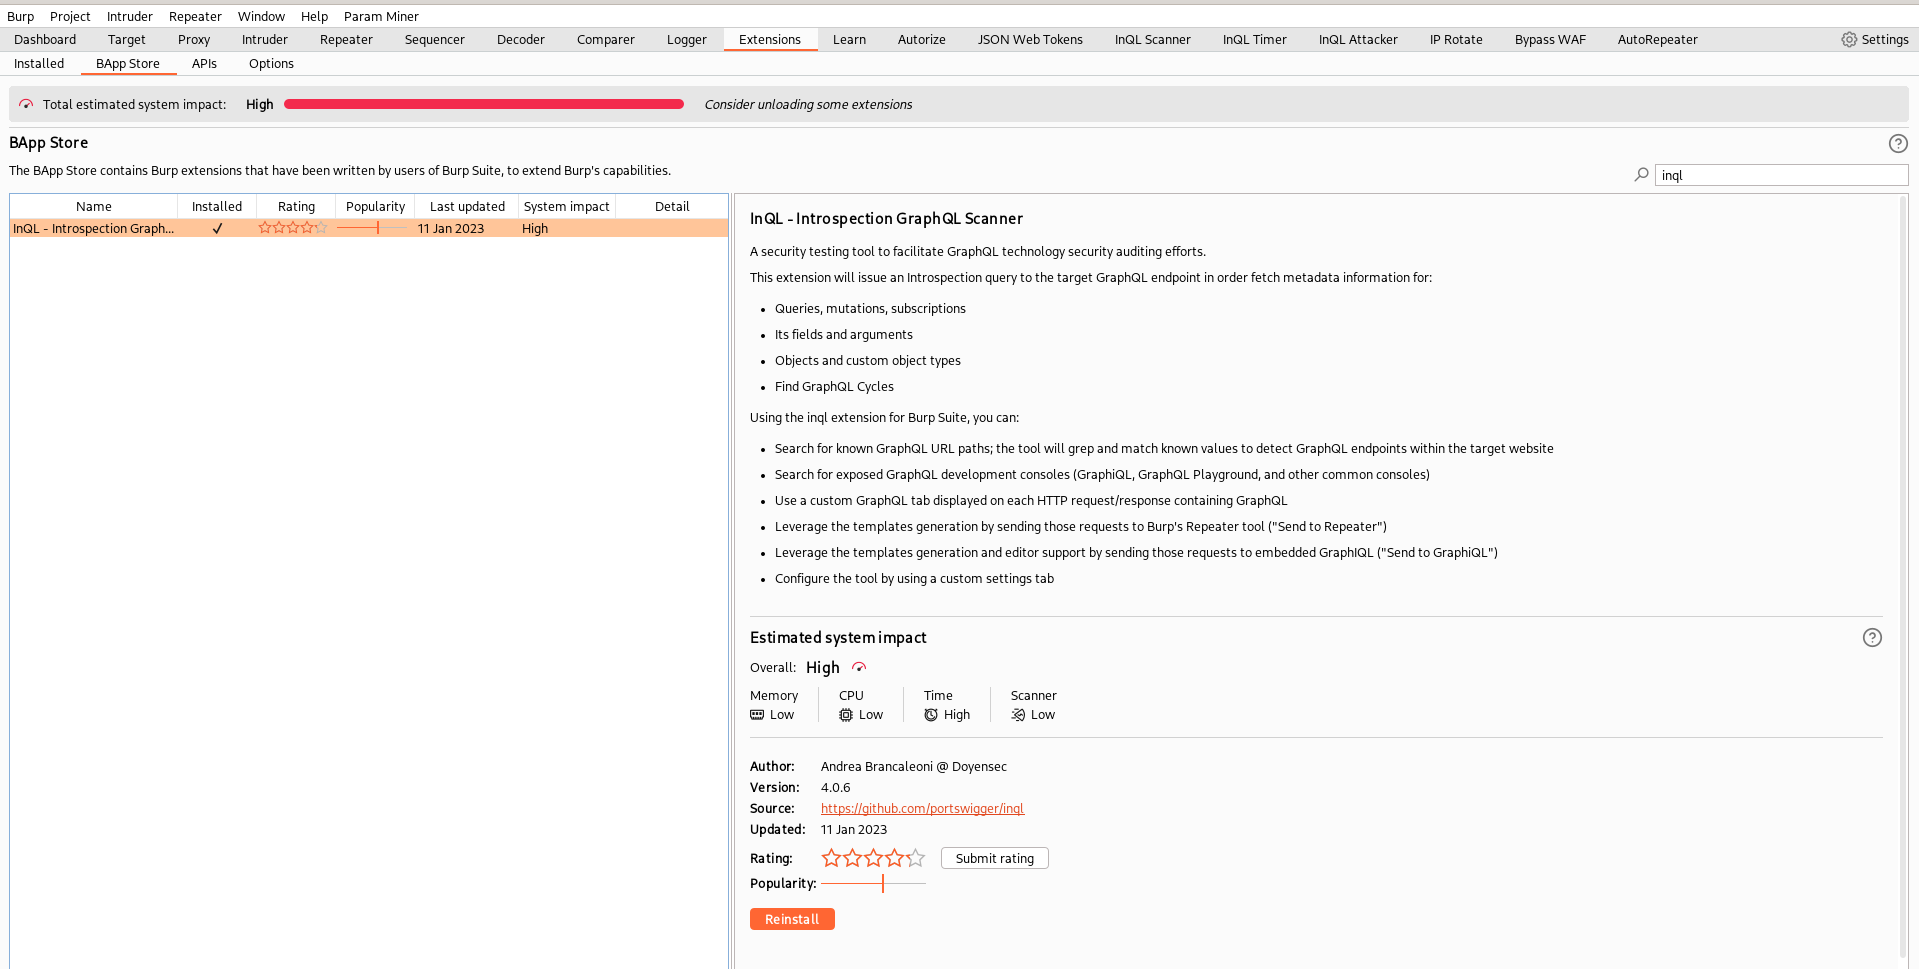 Burp Project Intruder Repeater Window Help Param Miner
Dashboard Target Proxy Intruder Repeater Sequencer Decoder Comparer Logger Extensions Learn Autorize JSON Web Tokens InQL Scanner InQL Timer InQL Attacker IP Rotate Bypass WAF AutoRepeater Settings
Installed BApp Store APIs Options
Total estimated system impact: High Consider unloading some extensions
BApp Store
The BApp Store contains Burp extensions that have been written by users of Burp Suite, to extend Burp's capabilities.
inql
Name Installed Rating Popularity Last updated System impact Detail
InQL - Introspection Graph... ✓ 11 Jan 2023 High
InQL - Introspection GraphQL Scanner
A security testing tool to facilitate GraphQL technology security auditing efforts.
This extension will issue an Introspection query to the target GraphQL endpoint in order fetch metadata information for:
• Queries, mutations, subscriptions
• Its fields and arguments
• Objects and custom object types
• Find GraphQL Cycles
Using the inql extension for Burp Suite, you can:
• Search for known GraphQL URL paths; the tool will grep and match known values to detect GraphQL endpoints within the target website
• Search for exposed GraphQL development consoles (GraphiQL, GraphQL Playground, and other common consoles)
• Use a custom GraphQL tab displayed on each HTTP request/response containing GraphQL
• Leverage the templates generation by sending those requests to Burp's Repeater tool ("Send to Repeater")
• Leverage the templates generation and editor support by sending those requests to embedded GraphIQL ("Send to GraphiQL")
• Configure the tool by using a custom settings tab
Estimated system impact
Overall: High
Memory CPU Time Scanner
Low Low High Low
Author: Andrea Brancaleoni @ Doyensec
Version: 4.0.6
Source: https://github.com/portswigger/inql
Updated: 11 Jan 2023
Rating: Submit rating
Popularity:
Reinstall